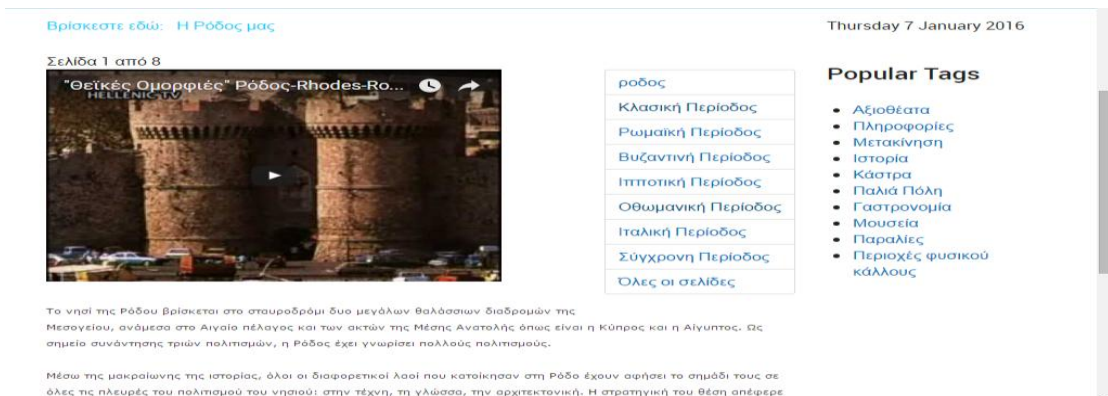 Βρίσκεστε εδώ: Η Ρόδος μας
Thursday 7 January 2016
Σελίδα 1 από 8
"Θεϊκές Ομορφιές" Ρόδος-Rhodes-Ro...
HELLENIC TV
ροδος
Κλασική Περίοδος
Ρωμαϊκή Περίοδος
Βυζαντινή Περίοδος
Ιπποτική Περίοδος
Οθωμανική Περίοδος
Ιταλική Περίοδος
Σύγχρονη Περίοδος
Όλες οι σελίδες
Popular Tags
Αξιοθέατα
Πληροφορίες
Μετακίνηση
Ιστορία
Κάστρα
Παλιά Πόλη
Γαστρονομία
Μουσεία
Παραλίες
Περιοχές φυσικού
κάλλους
Το νησί της Ρόδου βρίσκεται στο σταυροδρόμι δυο μεγάλων θαλάσσιων διαδρομών της
Μεσογείου, ανάμεσα στο Αιγαίο πέλαγος και των ακτών της Μέσης Ανατολής όπως είναι η Κύπρος και η Αίγυπτος. Ως
σημείο συνάντησης τριών πολιτισμών, η Ρόδος έχει γνωρίσει πολλούς πολιτισμούς.
Μέσω της μακραίωνης της ιστορίας, όλοι οι διαφορετικοί λαοί που κατοίκησαν στη Ρόδο έχουν αφήσει το σημάδι τους σε
όλες τις πλευρές του πολιτισμού του νησιού: στην τέχνη, τη γλώσσα, την αρχιτεκτονική. Η στρατηγική του θέση απέφερε